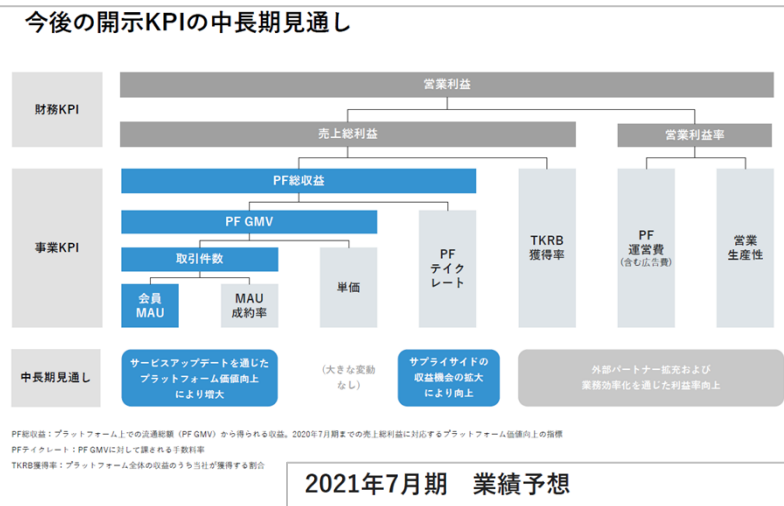 今後の開示KPIの中長期見通し
財務KPI
営業利益
売上総利益
営業利益率
事業KPI
PF総収益
PF GMV
取引件数
会員
MAU
MAU
成約率
単価
PF
テイク
レート
TKRB
獲得率
PF
運営費
(含む広告費)
営業
生産性
中長期見通し
サービスアップデートを通じた
プラットフォーム価値向上
により増大
(大きな変動
なし)
サプライサイドの
収益機会の拡大
により向上
外部パートナー拡充および
業務効率化を通じた利益率向上
PF総収益：プラットフォーム上での流通総額（PF GMV）から得られる収益。2020年7月期までの売上総利益に対応するプラットフォーム価値向上の指標
PFテイクレート：PF GMVに対して課される手数料率
TKRB獲得率：プラットフォーム全体の収益のうち当社が獲得する割合
2021年7月期　業績予想